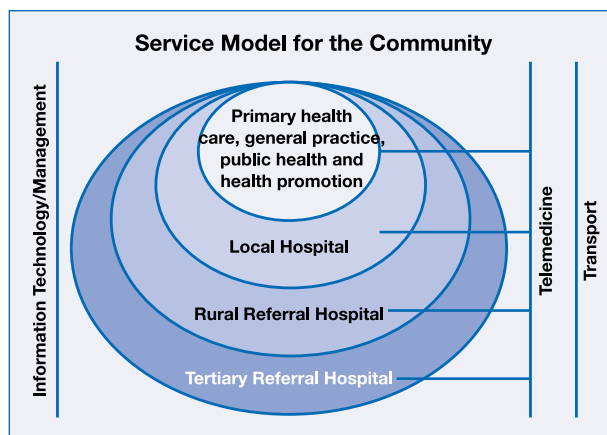 Service Model for the Community
Information Technology/Management
Primary health
care, general practice,
public health and
health promotion
Local Hospital
Rural Referral Hospital
Tertiary Referral Hospital
Telemedicine
Transport